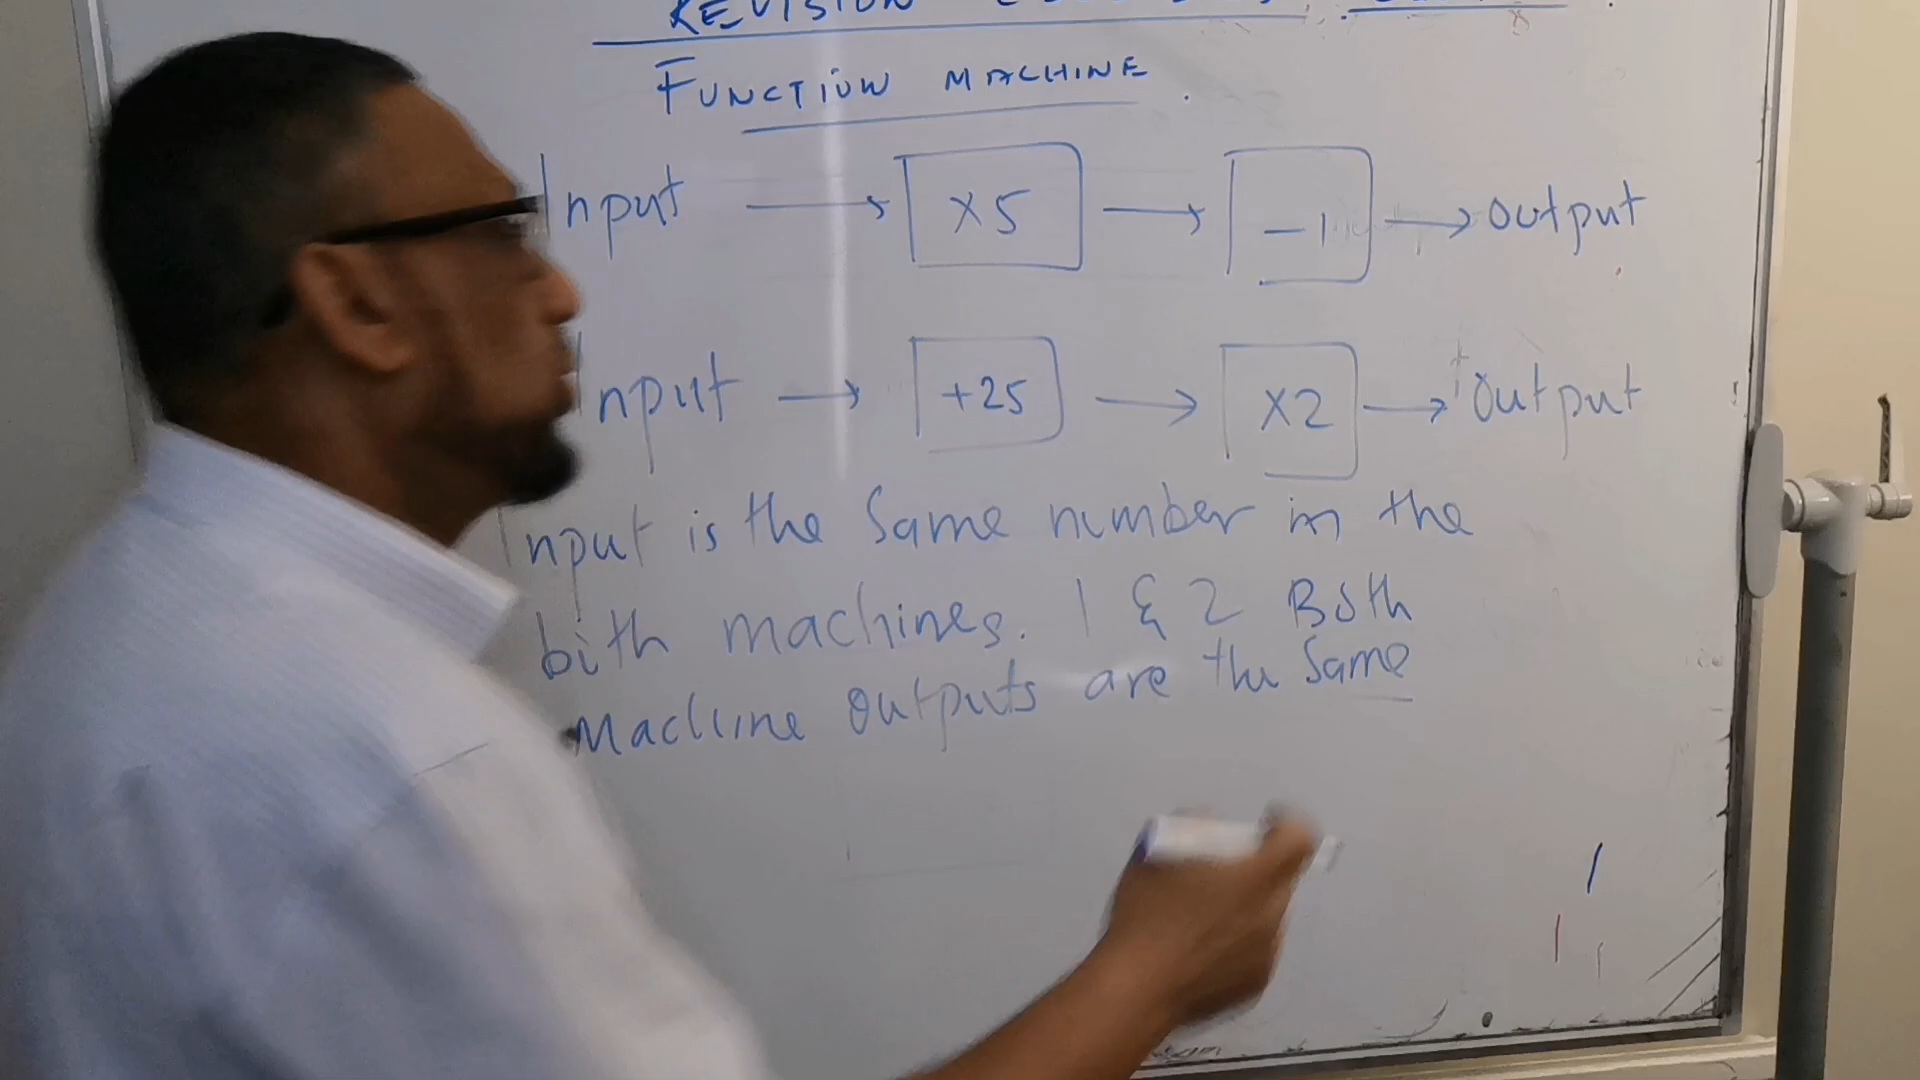 REVISION
FUNCTION MACHINE.
Input → ×5 → -1 → output
Input → +25 → ×2 → output
Input is the same number in the
both machines. 1 & 2 Both
Machine outputs are the same